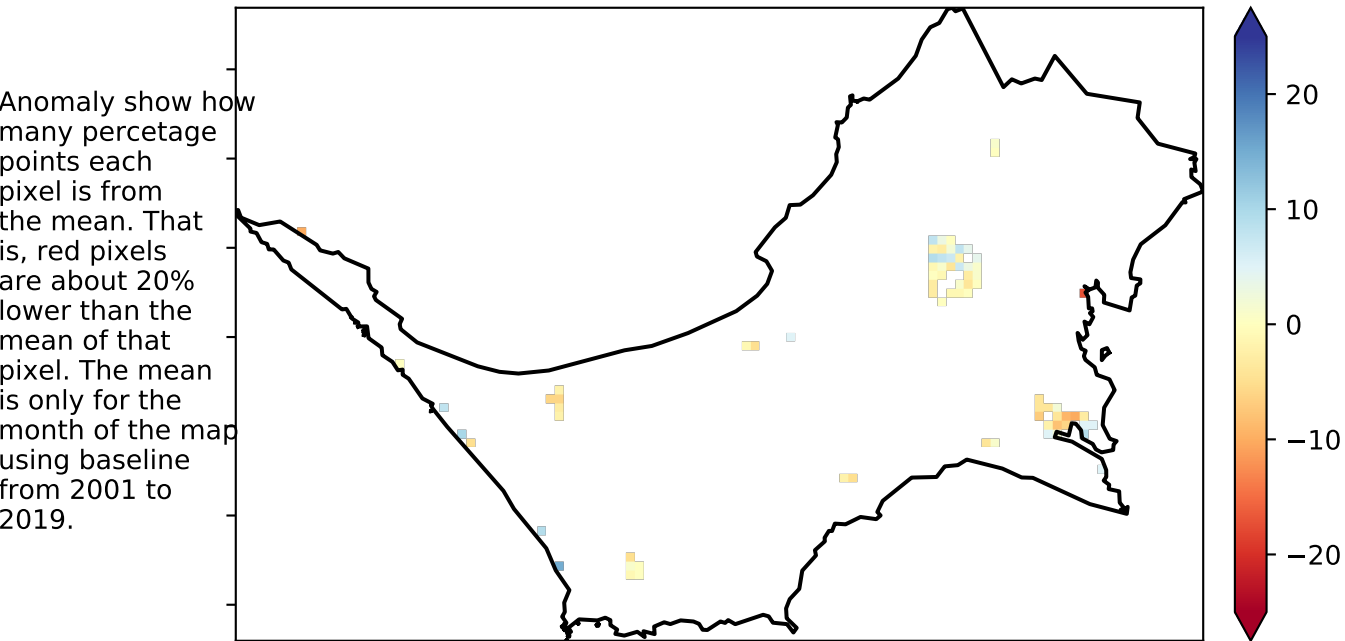 Anomaly show how
many percetage
points each
pixel is from
the mean. That
is, red pixels
are about 20%
lower than the
mean of that
pixel. The mean
is only for the
month of the map
using baseline
from 2001 to
2019.
20
10
0
−10
−20